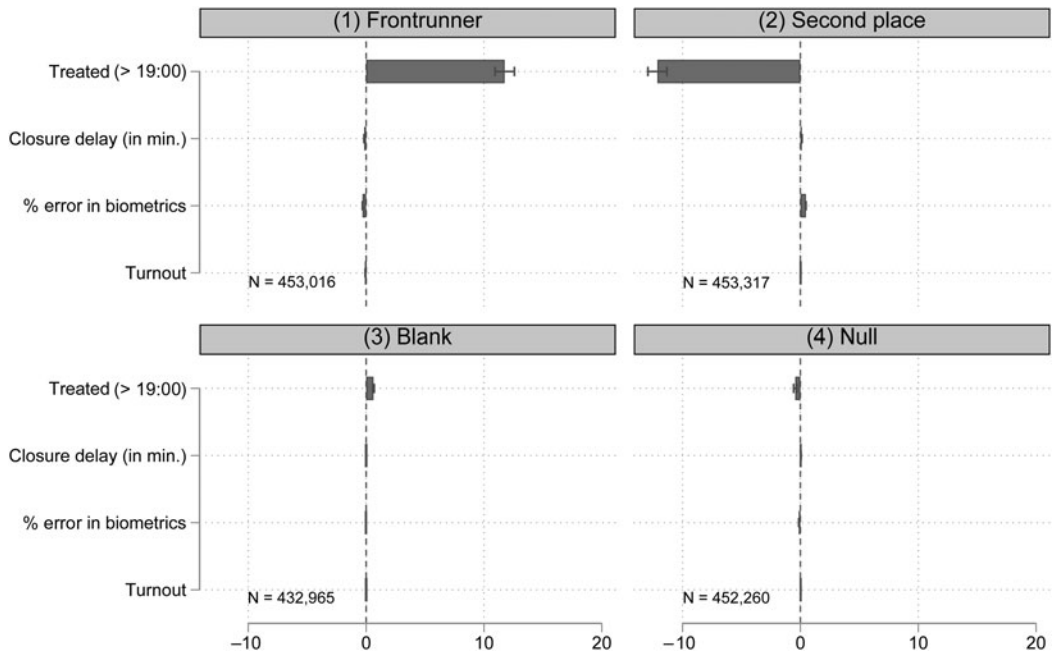 (1) Frontrunner
(2) Second place
Treated (> 19:00)
Closure delay (in min.)
% error in biometrics
Turnout
N = 453,016
N = 453,317
(3) Blank
(4) Null
Treated (> 19:00)
Closure delay (in min.)
% error in biometrics
Turnout
N = 432,965
N = 452,260
–10 0 10 20
–10 0 10 20